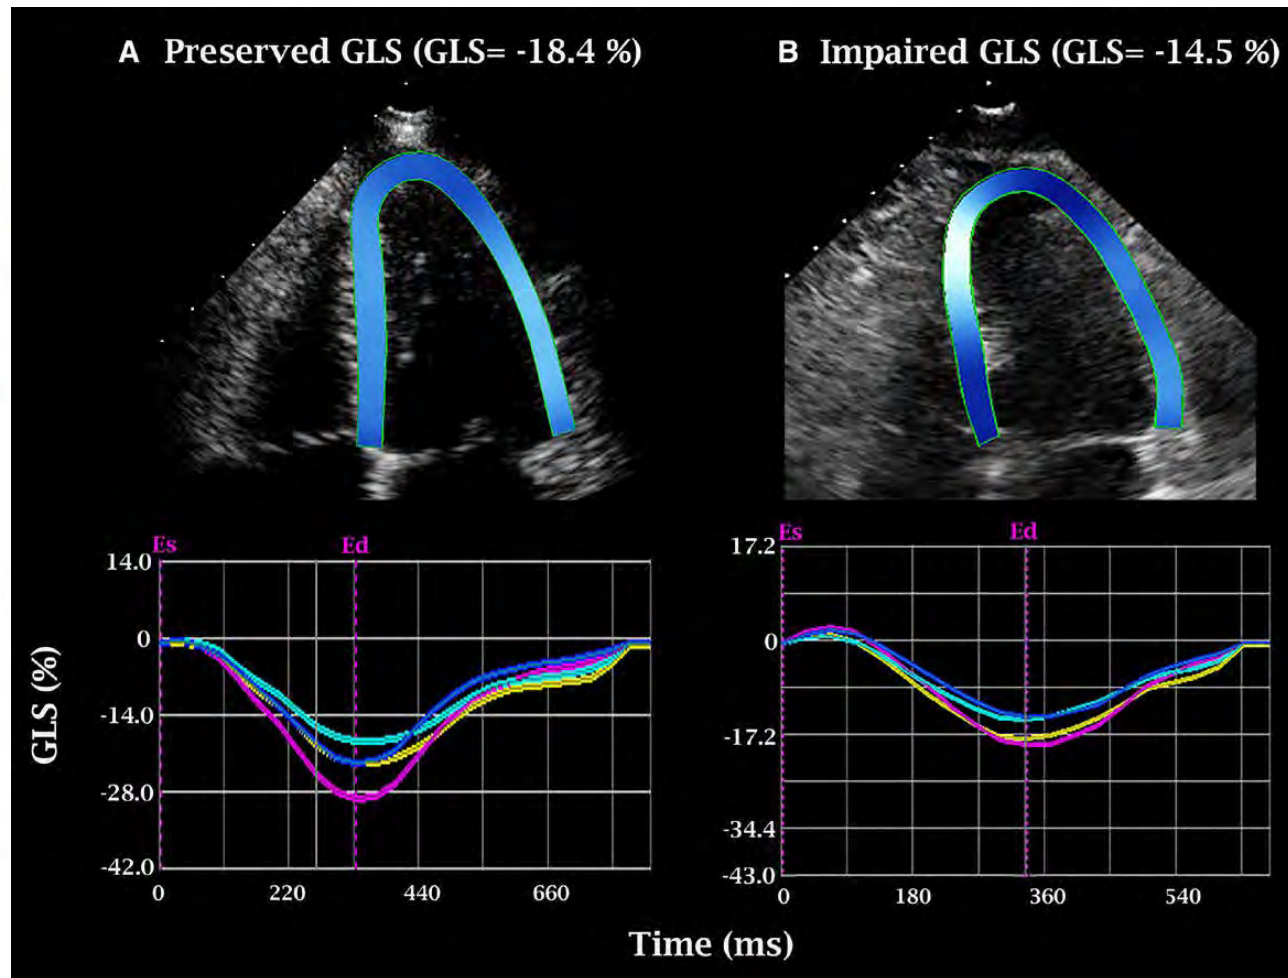 A Preserved GLS (GLS= -18.4 %)
B Impaired GLS (GLS= -14.5 %)
Es
Ed
14.0
0
-14.0
-28.0
-42.0
0
220
440
660
Es
Ed
17.2
0
-17.2
-34.4
-43.0
0
180
360
540
GLS (%)
Time (ms)